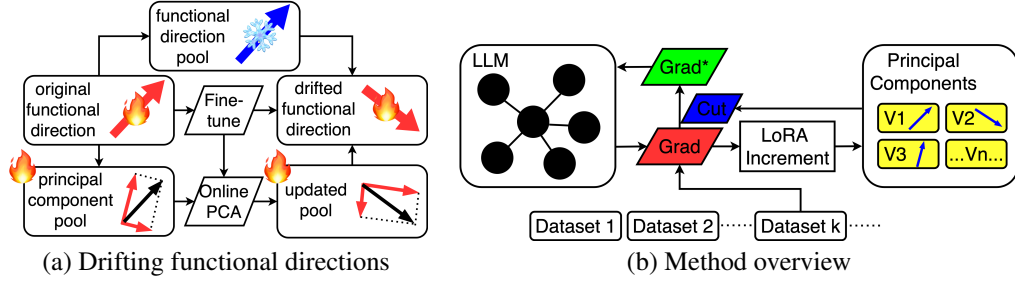 functional
direction
pool
original
functional
direction
Fine-
tune
drifted
functional
direction
principal
component
pool
Online
PCA
updated
pool
(a) Drifting functional directions
LLM
Grad*
Cut
Grad
LoRA
Increment
Principal
Components
V1
V2
V3
...Vn...
Dataset 1
Dataset 2
Dataset k
(b) Method overview